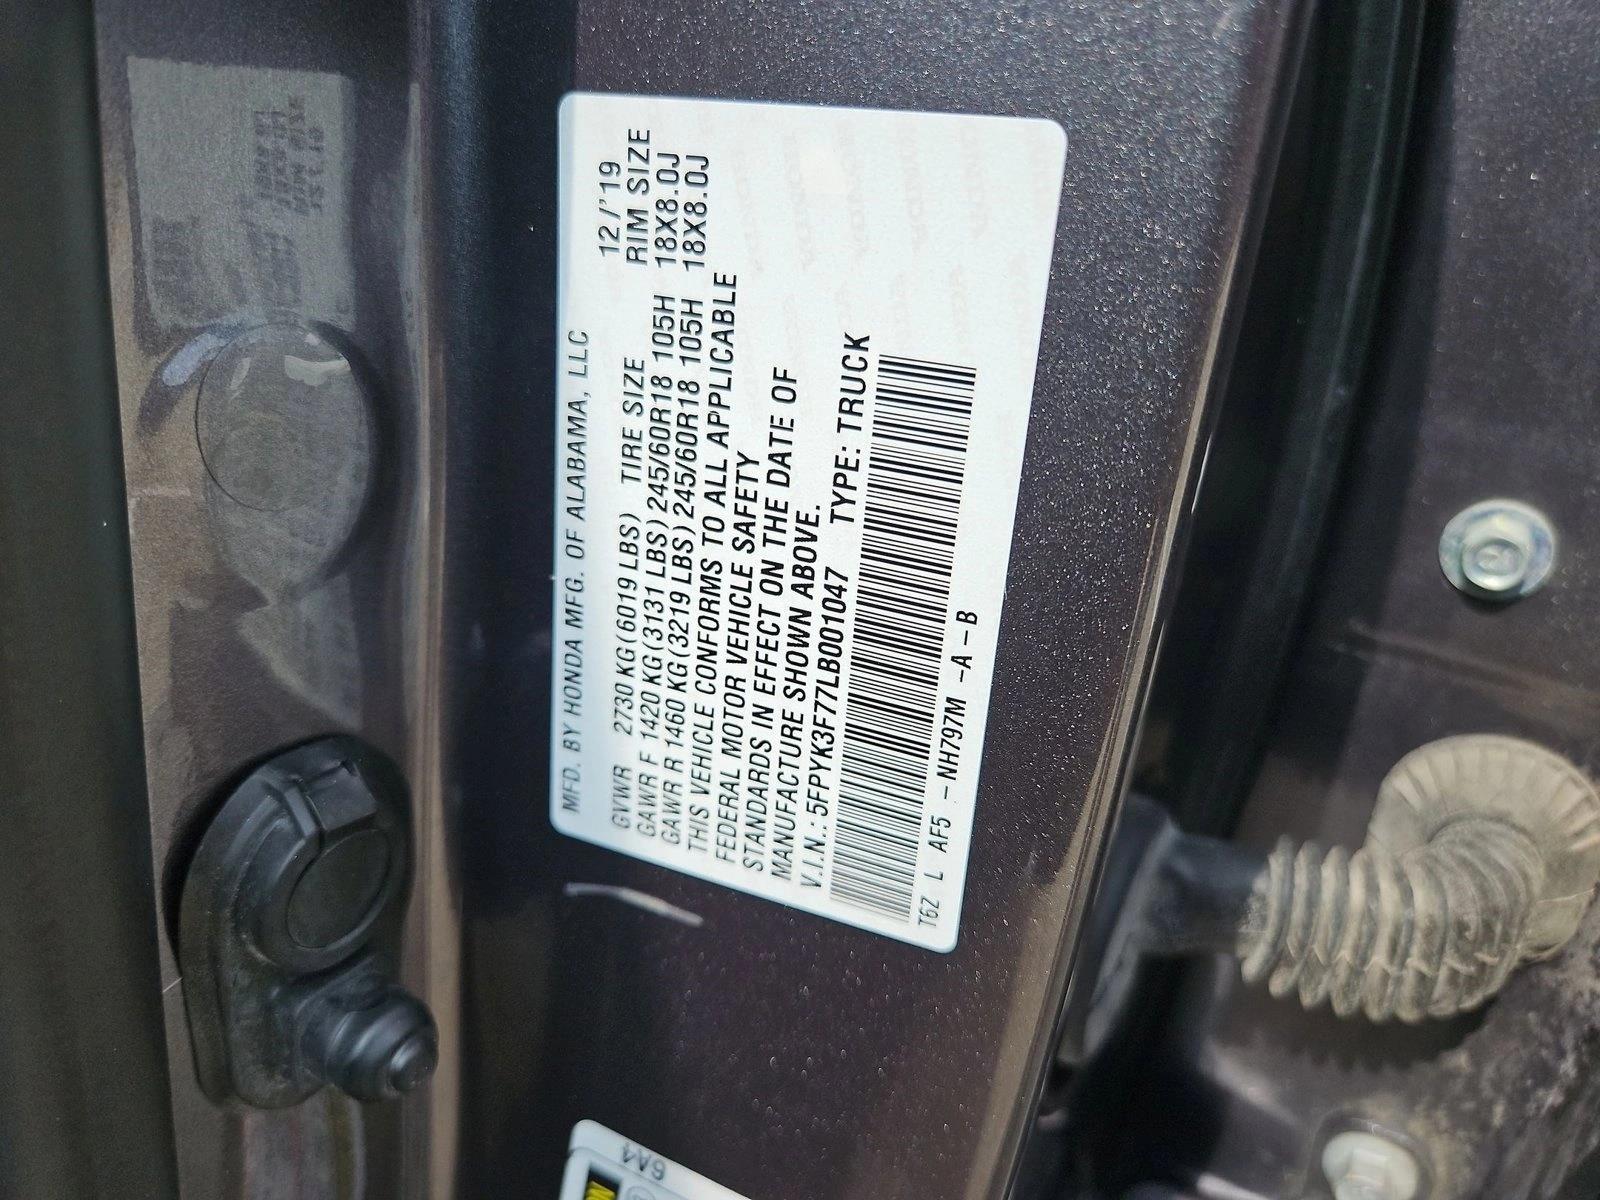 MFD. BY HONDA MFG. OF ALABAMA, LLC
12/'19
GVWR 2730 KG(6019 LBS) TIRE SIZE RIM SIZE
GAWR F 1420 KG(3131 LBS) 245/60R18 105H 18X8.0J
GAWR R 1460 KG(3219 LBS) 245/60R18 105H 18X8.0J
THIS VEHICLE CONFORMS TO ALL APPLICABLE
FEDERAL MOTOR VEHICLE SAFETY
STANDARDS IN EFFECT ON THE DATE OF
MANUFACTURE SHOWN ABOVE.
V.I.N.: 5FPYK3F77LB001047 TYPE: TRUCK
T6Z L AF5 -NH797M -A-B
6A4